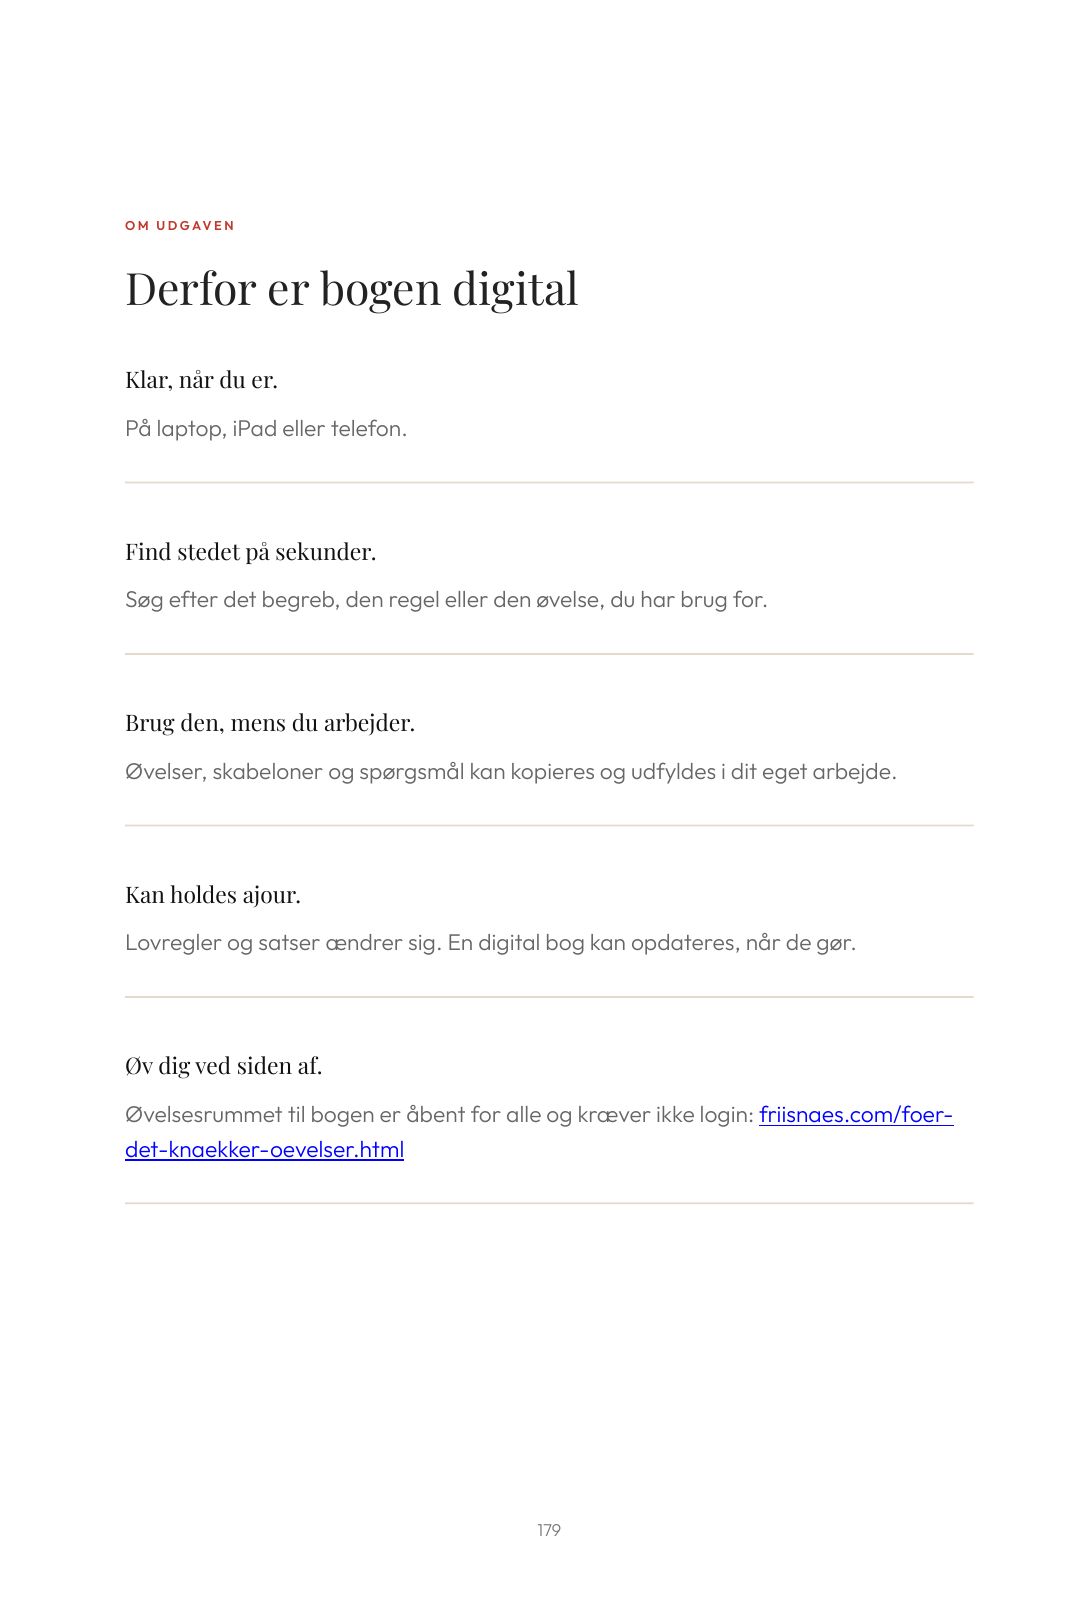 OM UDGAVEN
Derfor er bogen digital
Klar, når du er.
På laptop, iPad eller telefon.
Find stedet på sekunder.
Søg efter det begreb, den regel eller den øvelse, du har brug for.
Brug den, mens du arbejder.
Øvelser, skabeloner og spørgsmål kan kopieres og udfyldes i dit eget arbejde.
Kan holdes ajour.
Lovregler og satser ændrer sig. En digital bog kan opdateres, når de gør.
Øv dig ved siden af.
Øvelsesrummet til bogen er åbent for alle og kræver ikke login: friisnaes.com/foer-
det-knaekker-oevelser.html
179